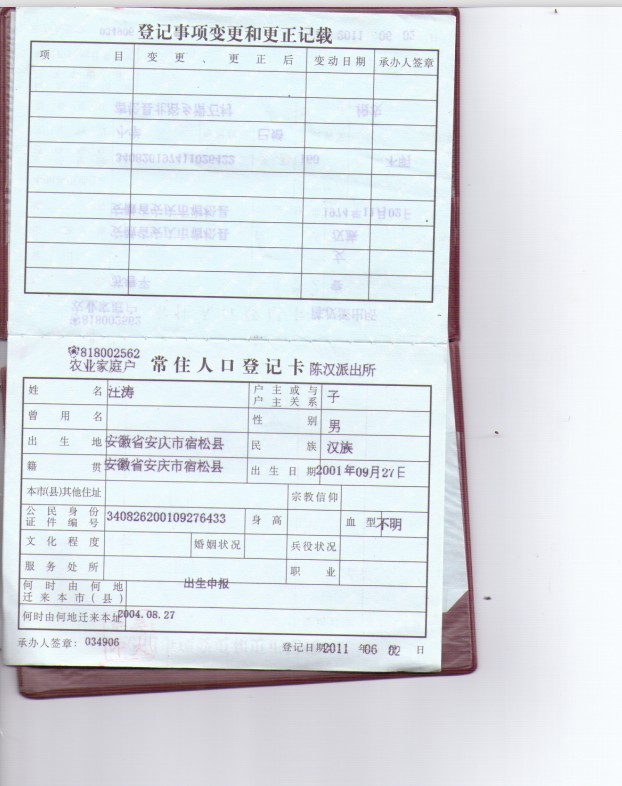 登记事项变更和更正记载
项 目 变 更 、 更 正 后 变动日期 承办人签章
☎818002562
农业家庭户 常住人口登记卡 陈汉派出所
姓 名 汪涛 户主或与户主关系 子
曾 用 名 性 别 男
出 生 地 安徽省安庆市宿松县 民 族 汉族
籍 贯 安徽省安庆市宿松县 出生日期 2001年09月27日
本市(县)其他住址 宗教信仰
公民身份证件编号 340826200109276433 身高 血型 不明
文化程度 婚姻状况 兵役状况
服务处所 职 业
何时由何地迁来本市(县) 出生申报
何时由何地迁来本址 2004.08.27
承办人签章: 034906 登记日期 2011 年 06 月 02 日